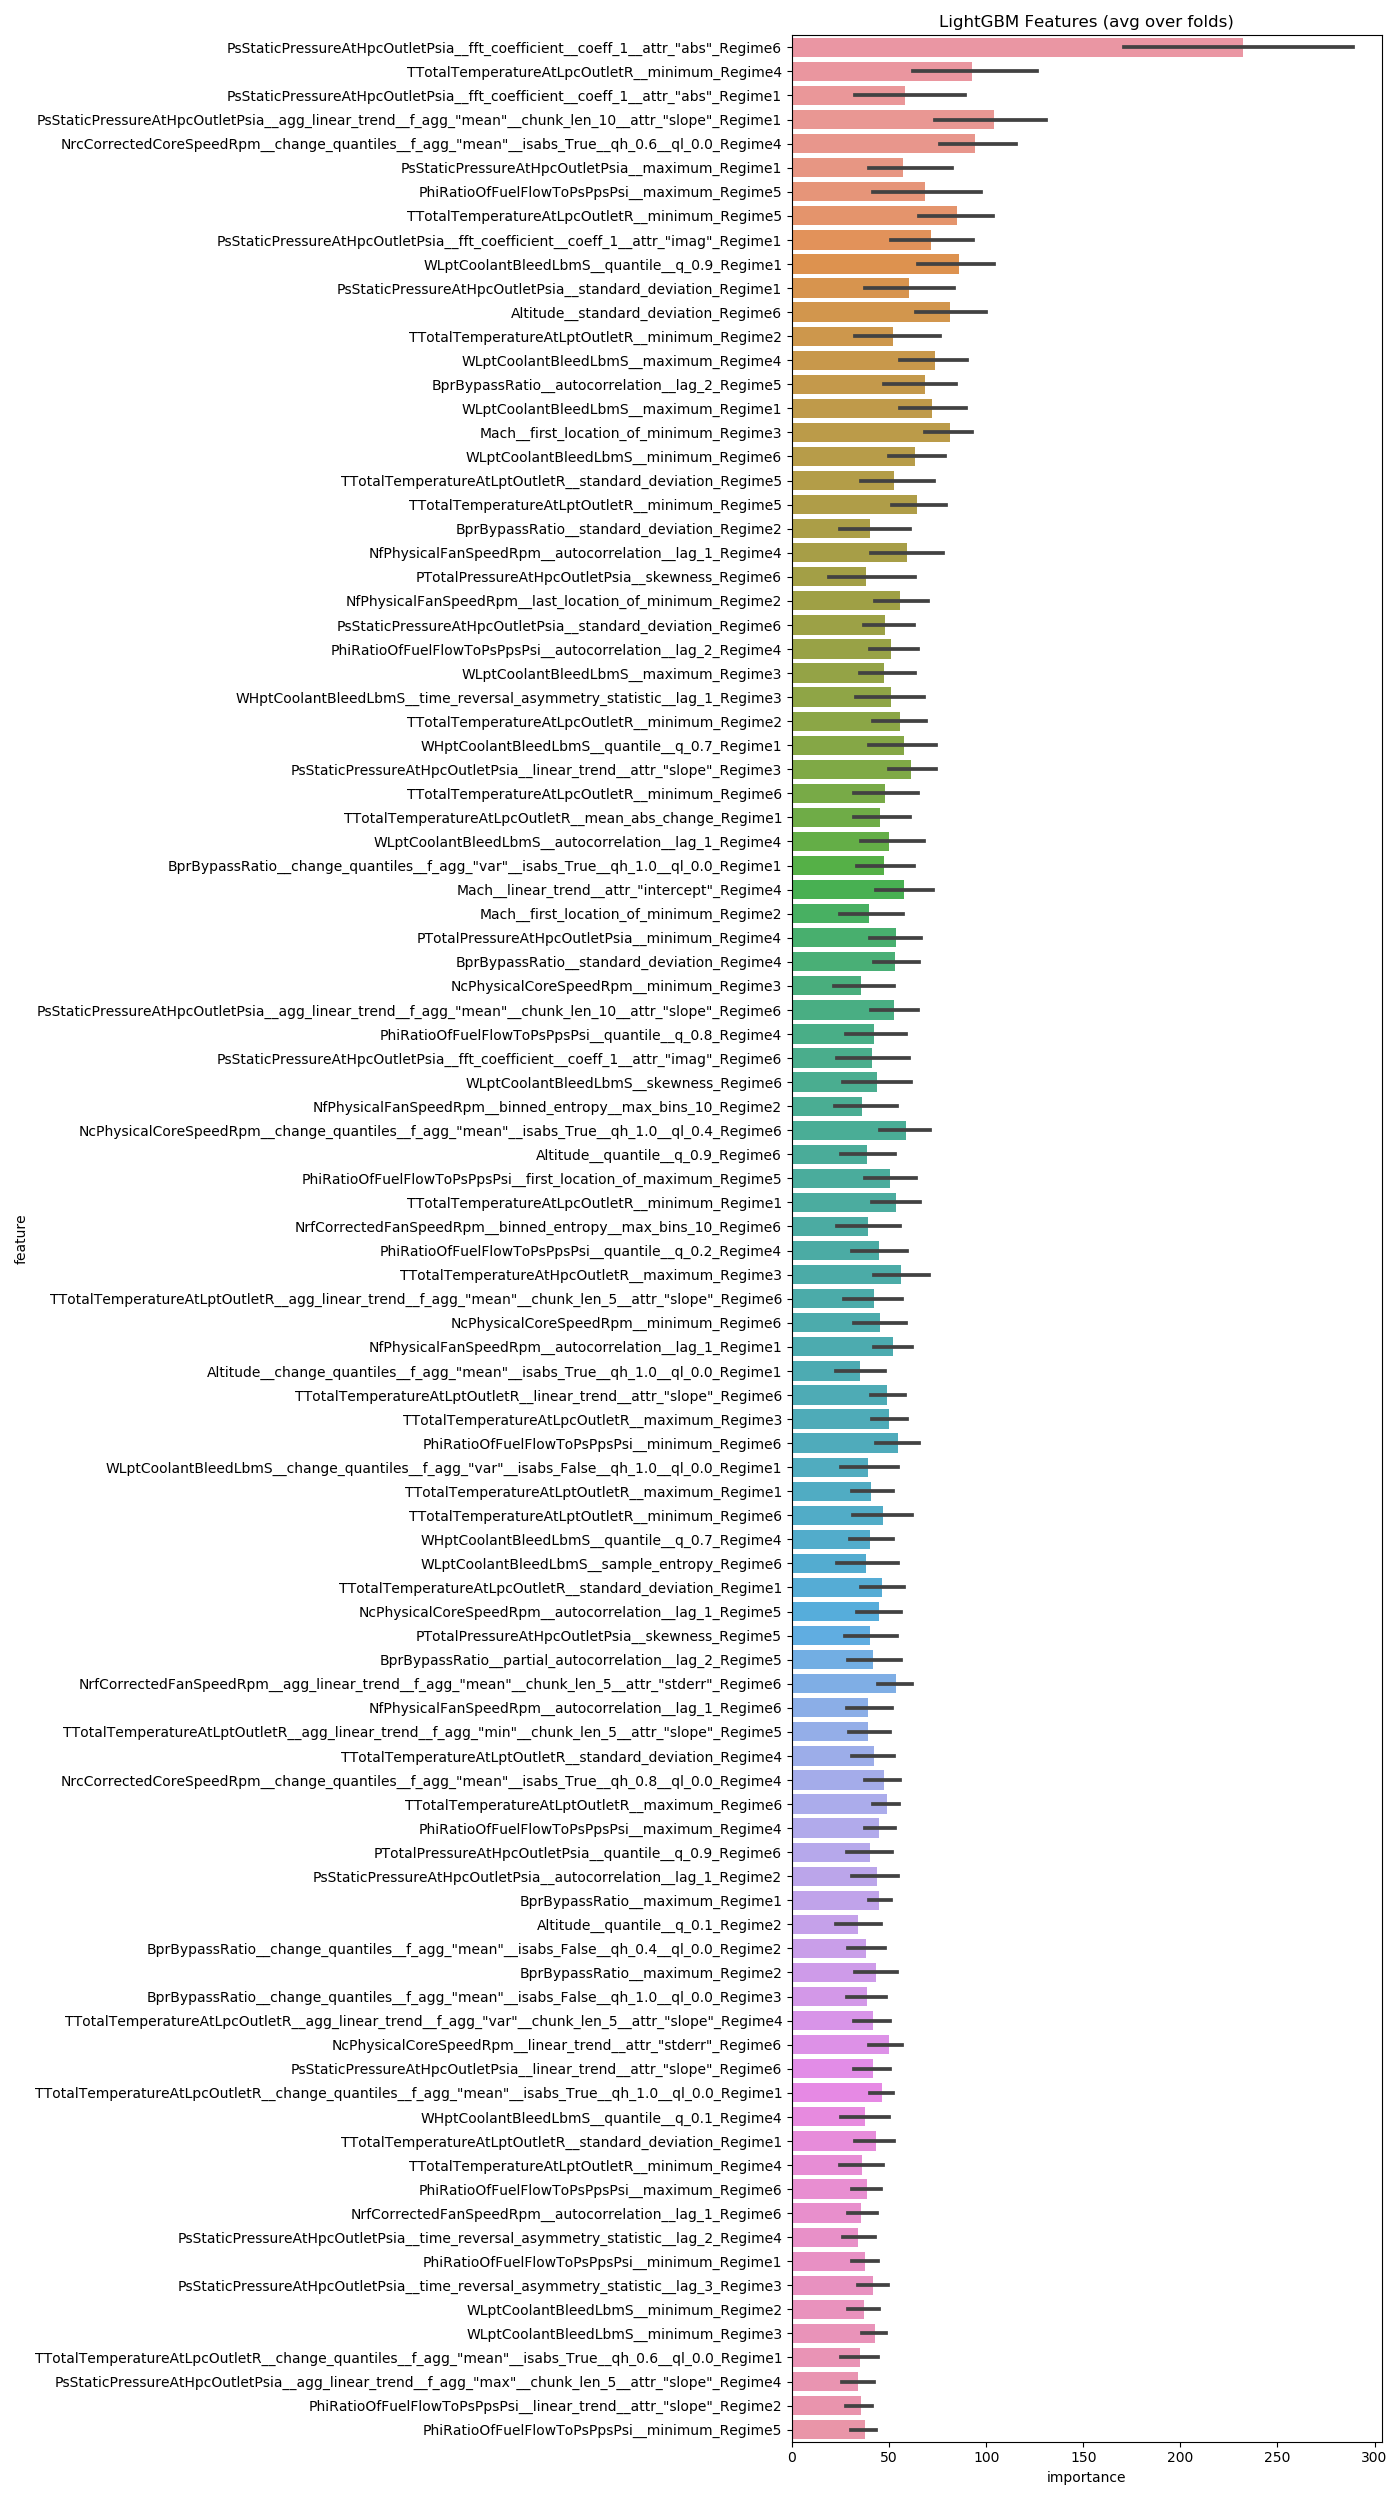 LightGBM Features (avg over folds)
PsStaticPressureAtHpcOutletPsia__fft_coefficient__coeff_1__attr_"abs"_Regime6
TTotalTemperatureAtLpcOutletR__minimum_Regime4
PsStaticPressureAtHpcOutletPsia__fft_coefficient__coeff_1__attr_"abs"_Regime1
PsStaticPressureAtHpcOutletPsia__agg_linear_trend__f_agg_"mean"__chunk_len_10__attr_"slope"_Regime1
NrcCorrectedCoreSpeedRpm__change_quantiles__f_agg_"mean"__isabs_True__qh_0.6__ql_0.0_Regime4
PsStaticPressureAtHpcOutletPsia__maximum_Regime1
PhiRatioOfFuelFlowToPsPpsPsi__maximum_Regime5
TTotalTemperatureAtLpcOutletR__minimum_Regime5
PsStaticPressureAtHpcOutletPsia__fft_coefficient__coeff_1__attr_"imag"_Regime1
WLptCoolantBleedLbmS__quantile__q_0.9_Regime1
PsStaticPressureAtHpcOutletPsia__standard_deviation_Regime1
Altitude__standard_deviation_Regime6
TTotalTemperatureAtLptOutletR__minimum_Regime2
WLptCoolantBleedLbmS__maximum_Regime4
BprBypassRatio__autocorrelation__lag_2_Regime5
WLptCoolantBleedLbmS__maximum_Regime1
Mach__first_location_of_minimum_Regime3
WLptCoolantBleedLbmS__minimum_Regime6
TTotalTemperatureAtLptOutletR__standard_deviation_Regime5
TTotalTemperatureAtLptOutletR__minimum_Regime5
BprBypassRatio__standard_deviation_Regime2
NfPhysicalFanSpeedRpm__autocorrelation__lag_1_Regime4
PTotalPressureAtHpcOutletPsia__skewness_Regime6
NfPhysicalFanSpeedRpm__last_location_of_minimum_Regime2
PsStaticPressureAtHpcOutletPsia__standard_deviation_Regime6
PhiRatioOfFuelFlowToPsPpsPsi__autocorrelation__lag_2_Regime4
WLptCoolantBleedLbmS__maximum_Regime3
WHptCoolantBleedLbmS__time_reversal_asymmetry_statistic__lag_1_Regime3
TTotalTemperatureAtLpcOutletR__minimum_Regime2
WHptCoolantBleedLbmS__quantile__q_0.7_Regime1
PsStaticPressureAtHpcOutletPsia__linear_trend__attr_"slope"_Regime3
TTotalTemperatureAtLpcOutletR__minimum_Regime6
TTotalTemperatureAtLpcOutletR__mean_abs_change_Regime1
WLptCoolantBleedLbmS__autocorrelation__lag_1_Regime4
BprBypassRatio__change_quantiles__f_agg_"var"__isabs_True__qh_1.0__ql_0.0_Regime1
Mach__linear_trend__attr_"intercept"_Regime4
Mach__first_location_of_minimum_Regime2
PTotalPressureAtHpcOutletPsia__minimum_Regime4
BprBypassRatio__standard_deviation_Regime4
NcPhysicalCoreSpeedRpm__minimum_Regime3
PsStaticPressureAtHpcOutletPsia__agg_linear_trend__f_agg_"mean"__chunk_len_10__attr_"slope"_Regime6
PhiRatioOfFuelFlowToPsPpsPsi__quantile__q_0.8_Regime4
PsStaticPressureAtHpcOutletPsia__fft_coefficient__coeff_1__attr_"imag"_Regime6
WLptCoolantBleedLbmS__skewness_Regime6
NfPhysicalFanSpeedRpm__binned_entropy__max_bins_10_Regime2
NcPhysicalCoreSpeedRpm__change_quantiles__f_agg_"mean"__isabs_True__qh_1.0__ql_0.4_Regime6
Altitude__quantile__q_0.9_Regime6
PhiRatioOfFuelFlowToPsPpsPsi__first_location_of_maximum_Regime5
TTotalTemperatureAtLpcOutletR__minimum_Regime1
NrfCorrectedFanSpeedRpm__binned_entropy__max_bins_10_Regime6
PhiRatioOfFuelFlowToPsPpsPsi__quantile__q_0.2_Regime4
TTotalTemperatureAtHpcOutletR__maximum_Regime3
TTotalTemperatureAtLptOutletR__agg_linear_trend__f_agg_"mean"__chunk_len_5__attr_"slope"_Regime6
NcPhysicalCoreSpeedRpm__minimum_Regime6
NfPhysicalFanSpeedRpm__autocorrelation__lag_1_Regime1
Altitude__change_quantiles__f_agg_"mean"__isabs_True__qh_1.0__ql_0.0_Regime1
TTotalTemperatureAtLptOutletR__linear_trend__attr_"slope"_Regime6
TTotalTemperatureAtLpcOutletR__maximum_Regime3
PhiRatioOfFuelFlowToPsPpsPsi__minimum_Regime6
WLptCoolantBleedLbmS__change_quantiles__f_agg_"var"__isabs_False__qh_1.0__ql_0.0_Regime1
TTotalTemperatureAtLptOutletR__maximum_Regime1
TTotalTemperatureAtLptOutletR__minimum_Regime6
WHptCoolantBleedLbmS__quantile__q_0.7_Regime4
WLptCoolantBleedLbmS__sample_entropy_Regime6
TTotalTemperatureAtLpcOutletR__standard_deviation_Regime1
NcPhysicalCoreSpeedRpm__autocorrelation__lag_1_Regime5
PTotalPressureAtHpcOutletPsia__skewness_Regime5
BprBypassRatio__partial_autocorrelation__lag_2_Regime5
NrfCorrectedFanSpeedRpm__agg_linear_trend__f_agg_"mean"__chunk_len_5__attr_"stderr"_Regime6
NfPhysicalFanSpeedRpm__autocorrelation__lag_1_Regime6
TTotalTemperatureAtLptOutletR__agg_linear_trend__f_agg_"min"__chunk_len_5__attr_"slope"_Regime5
TTotalTemperatureAtLptOutletR__standard_deviation_Regime4
NrcCorrectedCoreSpeedRpm__change_quantiles__f_agg_"mean"__isabs_True__qh_0.8__ql_0.0_Regime4
TTotalTemperatureAtLptOutletR__maximum_Regime6
PhiRatioOfFuelFlowToPsPpsPsi__maximum_Regime4
PTotalPressureAtHpcOutletPsia__quantile__q_0.9_Regime6
PsStaticPressureAtHpcOutletPsia__autocorrelation__lag_1_Regime2
BprBypassRatio__maximum_Regime1
Altitude__quantile__q_0.1_Regime2
BprBypassRatio__change_quantiles__f_agg_"mean"__isabs_False__qh_0.4__ql_0.0_Regime2
BprBypassRatio__maximum_Regime2
BprBypassRatio__change_quantiles__f_agg_"mean"__isabs_False__qh_1.0__ql_0.0_Regime3
TTotalTemperatureAtLpcOutletR__agg_linear_trend__f_agg_"var"__chunk_len_5__attr_"slope"_Regime4
NcPhysicalCoreSpeedRpm__linear_trend__attr_"stderr"_Regime6
PsStaticPressureAtHpcOutletPsia__linear_trend__attr_"slope"_Regime6
TTotalTemperatureAtLpcOutletR__change_quantiles__f_agg_"mean"__isabs_True__qh_1.0__ql_0.0_Regime1
WHptCoolantBleedLbmS__quantile__q_0.1_Regime4
TTotalTemperatureAtLptOutletR__standard_deviation_Regime1
TTotalTemperatureAtLptOutletR__minimum_Regime4
PhiRatioOfFuelFlowToPsPpsPsi__maximum_Regime6
NrfCorrectedFanSpeedRpm__autocorrelation__lag_1_Regime6
PsStaticPressureAtHpcOutletPsia__time_reversal_asymmetry_statistic__lag_2_Regime4
PhiRatioOfFuelFlowToPsPpsPsi__minimum_Regime1
PsStaticPressureAtHpcOutletPsia__time_reversal_asymmetry_statistic__lag_3_Regime3
WLptCoolantBleedLbmS__minimum_Regime2
WLptCoolantBleedLbmS__minimum_Regime3
TTotalTemperatureAtLpcOutletR__change_quantiles__f_agg_"mean"__isabs_True__qh_0.6__ql_0.0_Regime1
PsStaticPressureAtHpcOutletPsia__agg_linear_trend__f_agg_"max"__chunk_len_5__attr_"slope"_Regime4
PhiRatioOfFuelFlowToPsPpsPsi__linear_trend__attr_"slope"_Regime2
PhiRatioOfFuelFlowToPsPpsPsi__minimum_Regime5
feature
0 50 100 150 200 250 300
importance